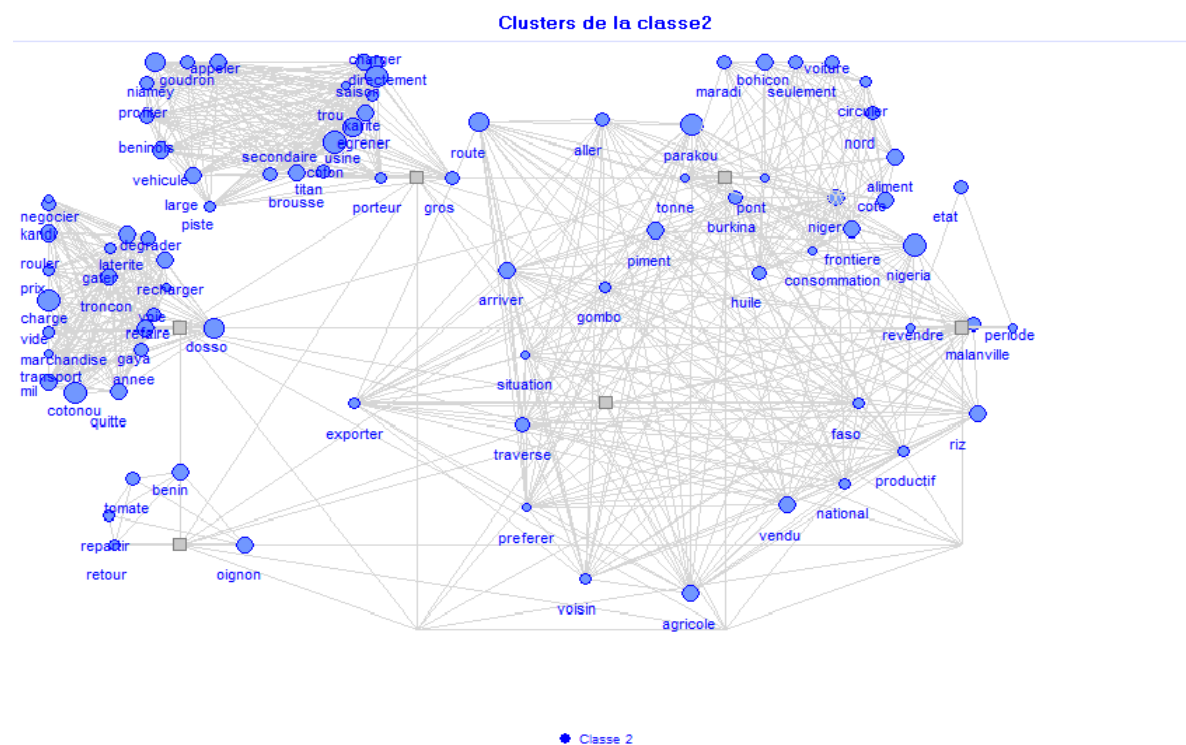 Clusters de la classe2
charger
appeler
goudron
directement
niamey
saison
voiture
bohicon
maradi
seulement
profiter
trou
karite
circuler
beninois
egrener
nord
route
aller
parakou
secondaire
usine
coton
vehicule
titan
aliment
brousse
large
porteur
gros
tonne
pont
cote
negocier
piste
burkina
niger
etat
kandi
degrader
rouler
laterite
piment
frontiere
gater
consommation
nigeria
prix
recharger
troncon
arriver
huile
charge
voie
gombo
vide
refaire
dosso
revendre
periode
marchandise
gaya
malanville
transport
annee
situation
mil
cotonou
quitte
exporter
faso
traverse
riz
benin
productif
tomate
national
preferer
vendu
repartir
retour
oignon
voisin
agricole
Classe 2